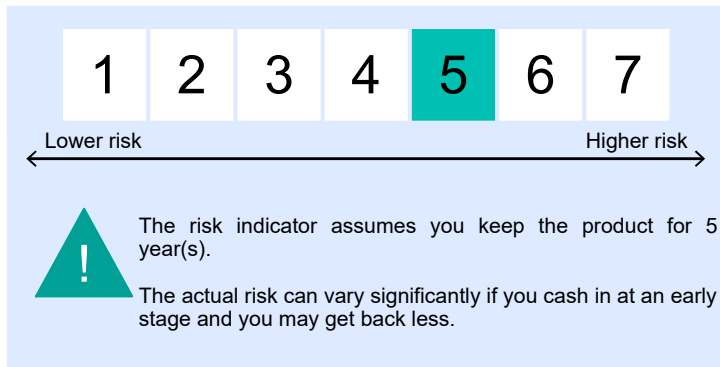 1 2 3 4 5 6 7
Lower risk Higher risk
!
The risk indicator assumes you keep the product for 5
year(s).
The actual risk can vary significantly if you cash in at an early
stage and you may get back less.